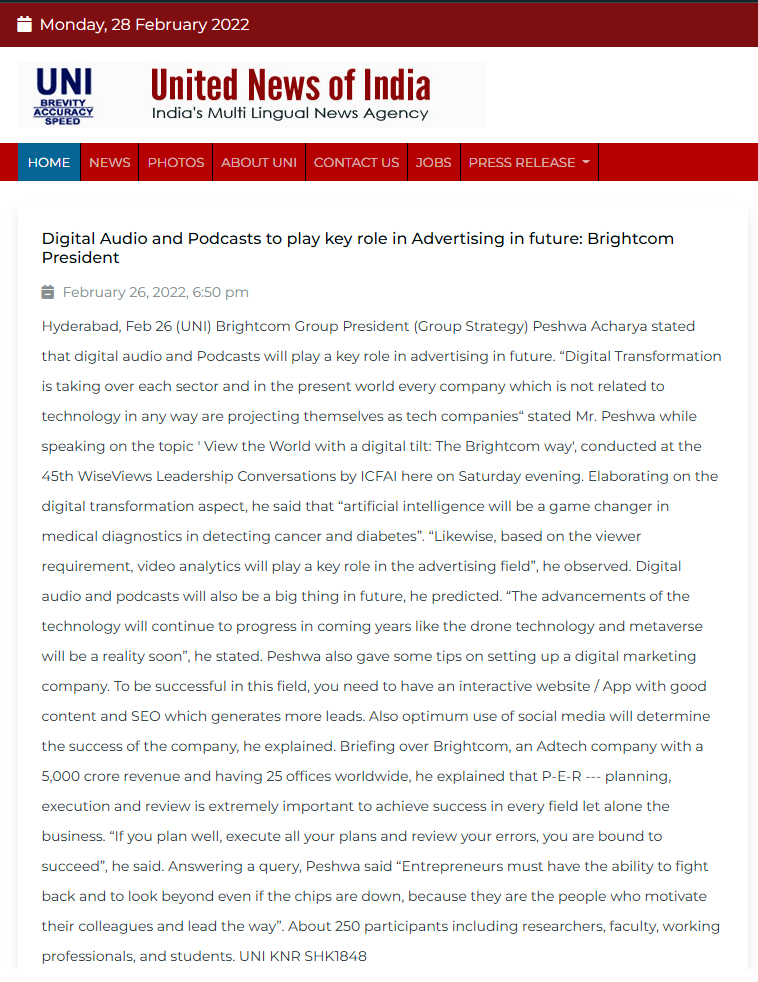 Monday, 28 February 2022
UNI
BREVITY
ACCURACY
SPEED
United News of India
India's Multi Lingual News Agency
HOME NEWS PHOTOS ABOUT UNI CONTACT US JOBS PRESS RELEASE
Digital Audio and Podcasts to play key role in Advertising in future: Brightcom
President
February 26, 2022, 6:50 pm
Hyderabad, Feb 26 (UNI) Brightcom Group President (Group Strategy) Peshwa Acharya stated
that digital audio and Podcasts will play a key role in advertising in future. “Digital Transformation
is taking over each sector and in the present world every company which is not related to
technology in any way are projecting themselves as tech companies“ stated Mr. Peshwa while
speaking on the topic ' View the World with a digital tilt: The Brightcom way', conducted at the
45th WiseViews Leadership Conversations by ICFAI here on Saturday evening. Elaborating on the
digital transformation aspect, he said that “artificial intelligence will be a game changer in
medical diagnostics in detecting cancer and diabetes”. “Likewise, based on the viewer
requirement, video analytics will play a key role in the advertising field”, he observed. Digital
audio and podcasts will also be a big thing in future, he predicted. “The advancements of the
technology will continue to progress in coming years like the drone technology and metaverse
will be a reality soon”, he stated. Peshwa also gave some tips on setting up a digital marketing
company. To be successful in this field, you need to have an interactive website / App with good
content and SEO which generates more leads. Also optimum use of social media will determine
the success of the company, he explained. Briefing over Brightcom, an Adtech company with a
5,000 crore revenue and having 25 offices worldwide, he explained that P-E-R --- planning,
execution and review is extremely important to achieve success in every field let alone the
business. “If you plan well, execute all your plans and review your errors, you are bound to
succeed”, he said. Answering a query, Peshwa said “Entrepreneurs must have the ability to fight
back and to look beyond even if the chips are down, because they are the people who motivate
their colleagues and lead the way”. About 250 participants including researchers, faculty, working
professionals, and students. UNI KNR SHK1848